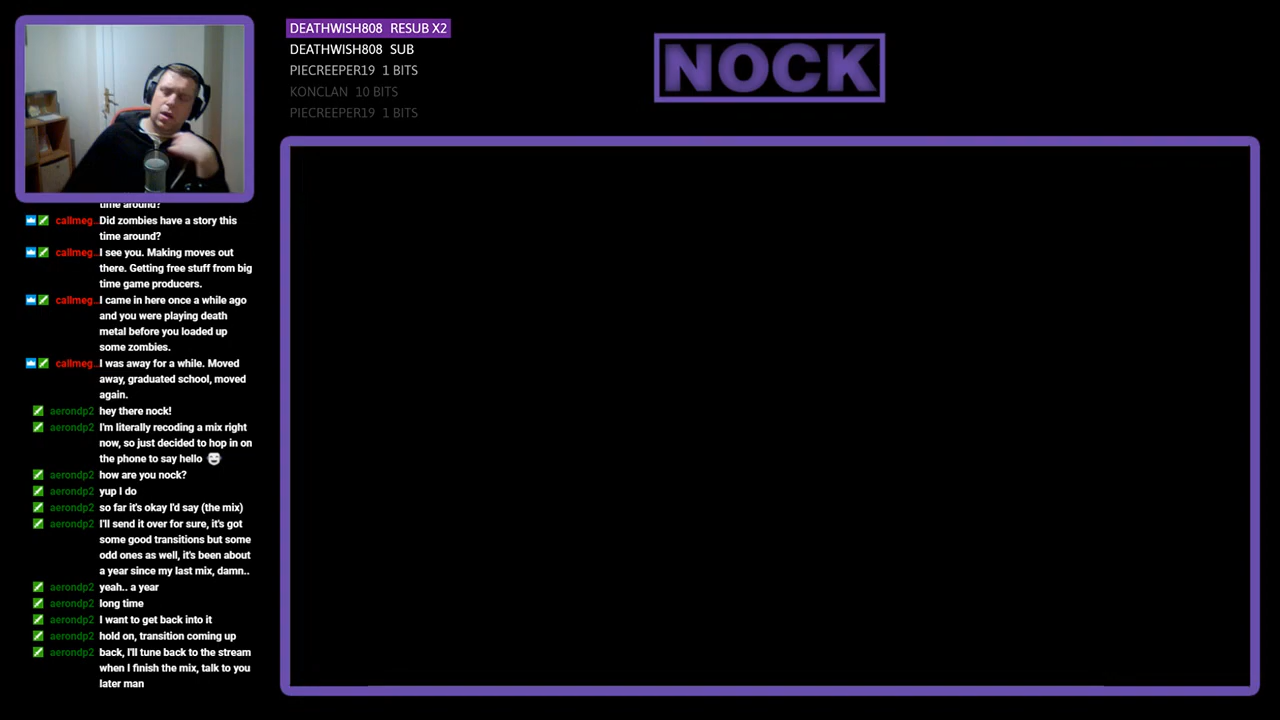 DEATHWISH808 RESUB X2
DEATHWISH808 SUB
PIECREEPER19 1 BITS
KONCLAN 10 BITS
PIECREEPER19 1 BITS
NOCK
time around?
callmeg... Did zombies have a story this
time around?
callmeg... I see you. Making moves out
there. Getting free stuff from big
time game producers.
callmeg... I came in here once a while ago
and you were playing death
metal before you loaded up
some zombies.
callmeg... I was away for a while. Moved
away, graduated school, moved
again.
aerondp2 hey there nock!
aerondp2 I'm literally recoding a mix right
now, so just decided to hop in on
the phone to say hello
aerondp2 how are you nock?
aerondp2 yup I do
aerondp2 so far it's okay I'd say (the mix)
aerondp2 I'll send it over for sure, it's got
some good transitions but some
odd ones as well, it's been about
a year since my last mix, damn..
aerondp2 yeah.. a year
aerondp2 long time
aerondp2 I want to get back into it
aerondp2 hold on, transition coming up
aerondp2 back, I'll tune back to the stream
when I finish the mix, talk to you
later man